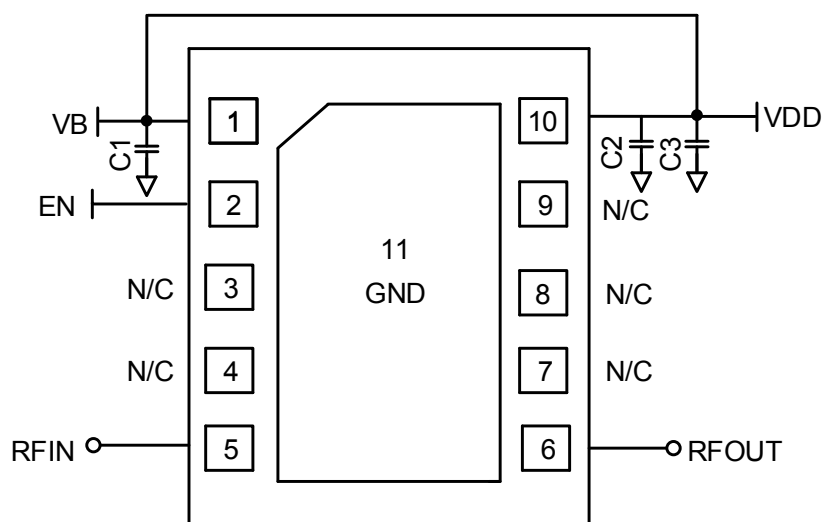 VB
C1
1
10
C2
C3
VDD
EN
2
9
N/C
11
GND
N/C
3
8
N/C
N/C
4
7
N/C
RFIN
5
6
RFOUT